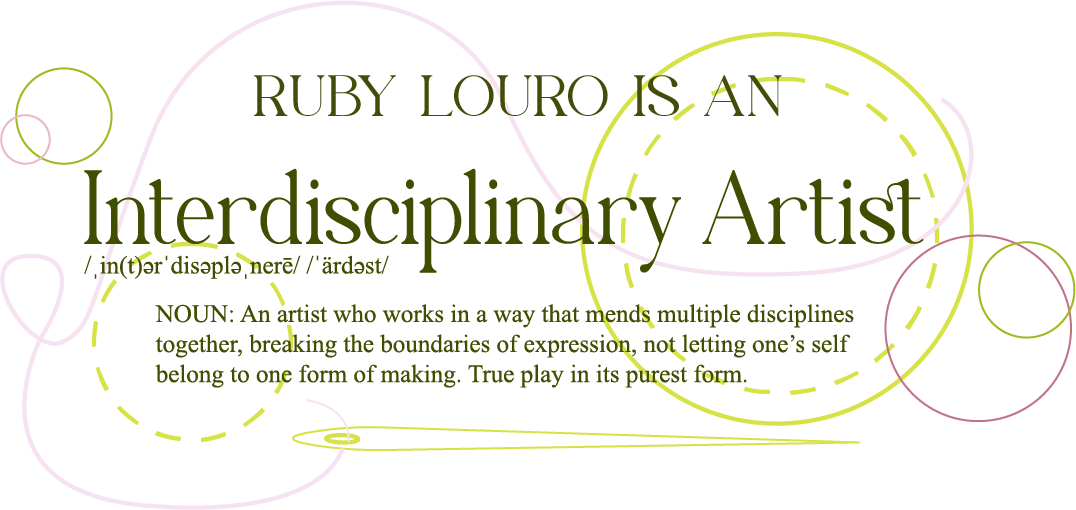 RUBY LOURO IS AN
Interdisciplinary Artist
/ˌin(t)ərˈdisəpləˌnerē/ /ˈärdəst/
NOUN: An artist who works in a way that mends multiple disciplines
together, breaking the boundaries of expression, not letting one’s self
belong to one form of making. True play in its purest form.